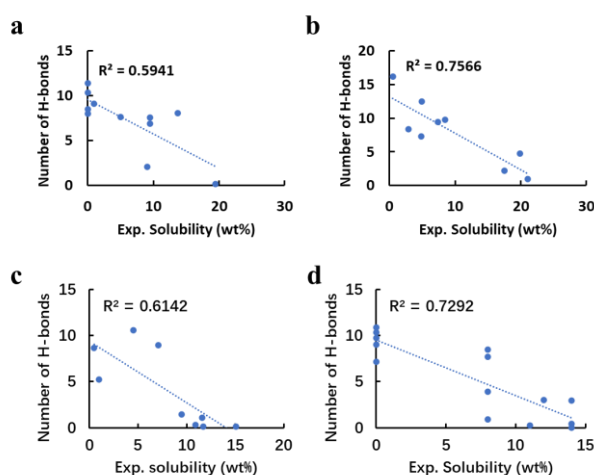 a
Number of H-bonds
15
10
5
0
R² = 0.5941
0 10 20 30
Exp. Solubility (wt%)
b
Number of H-bonds
20
15
10
5
0
R² = 0.7566
0 10 20 30
Exp. Solubility (wt%)
c
Number of H-bonds
15
10
5
0
R² = 0.6142
0 5 10 15 20
Exp. solubility (wt%)
d
Number of H-bonds
15
10
5
0
R² = 0.7292
0 5 10 15
Exp. Solubility (wt%)